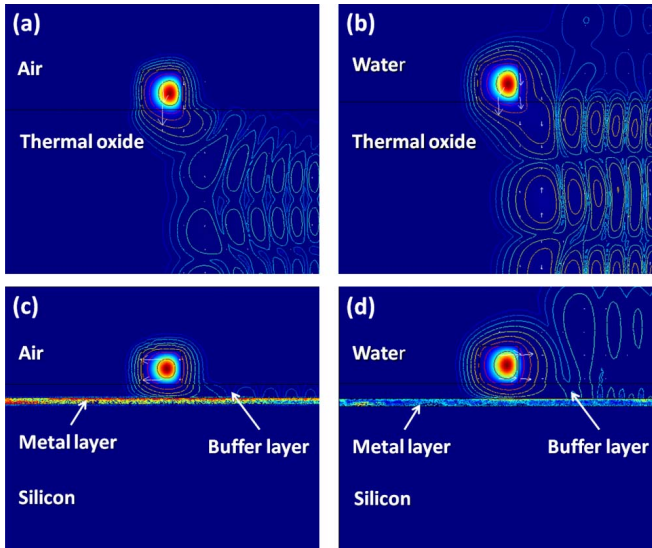 (a)
Air
Thermal oxide
(b)
Water
Thermal oxide
(c)
Air
Metal layer
Buffer layer
Silicon
(d)
Water
Metal layer
Buffer layer
Silicon